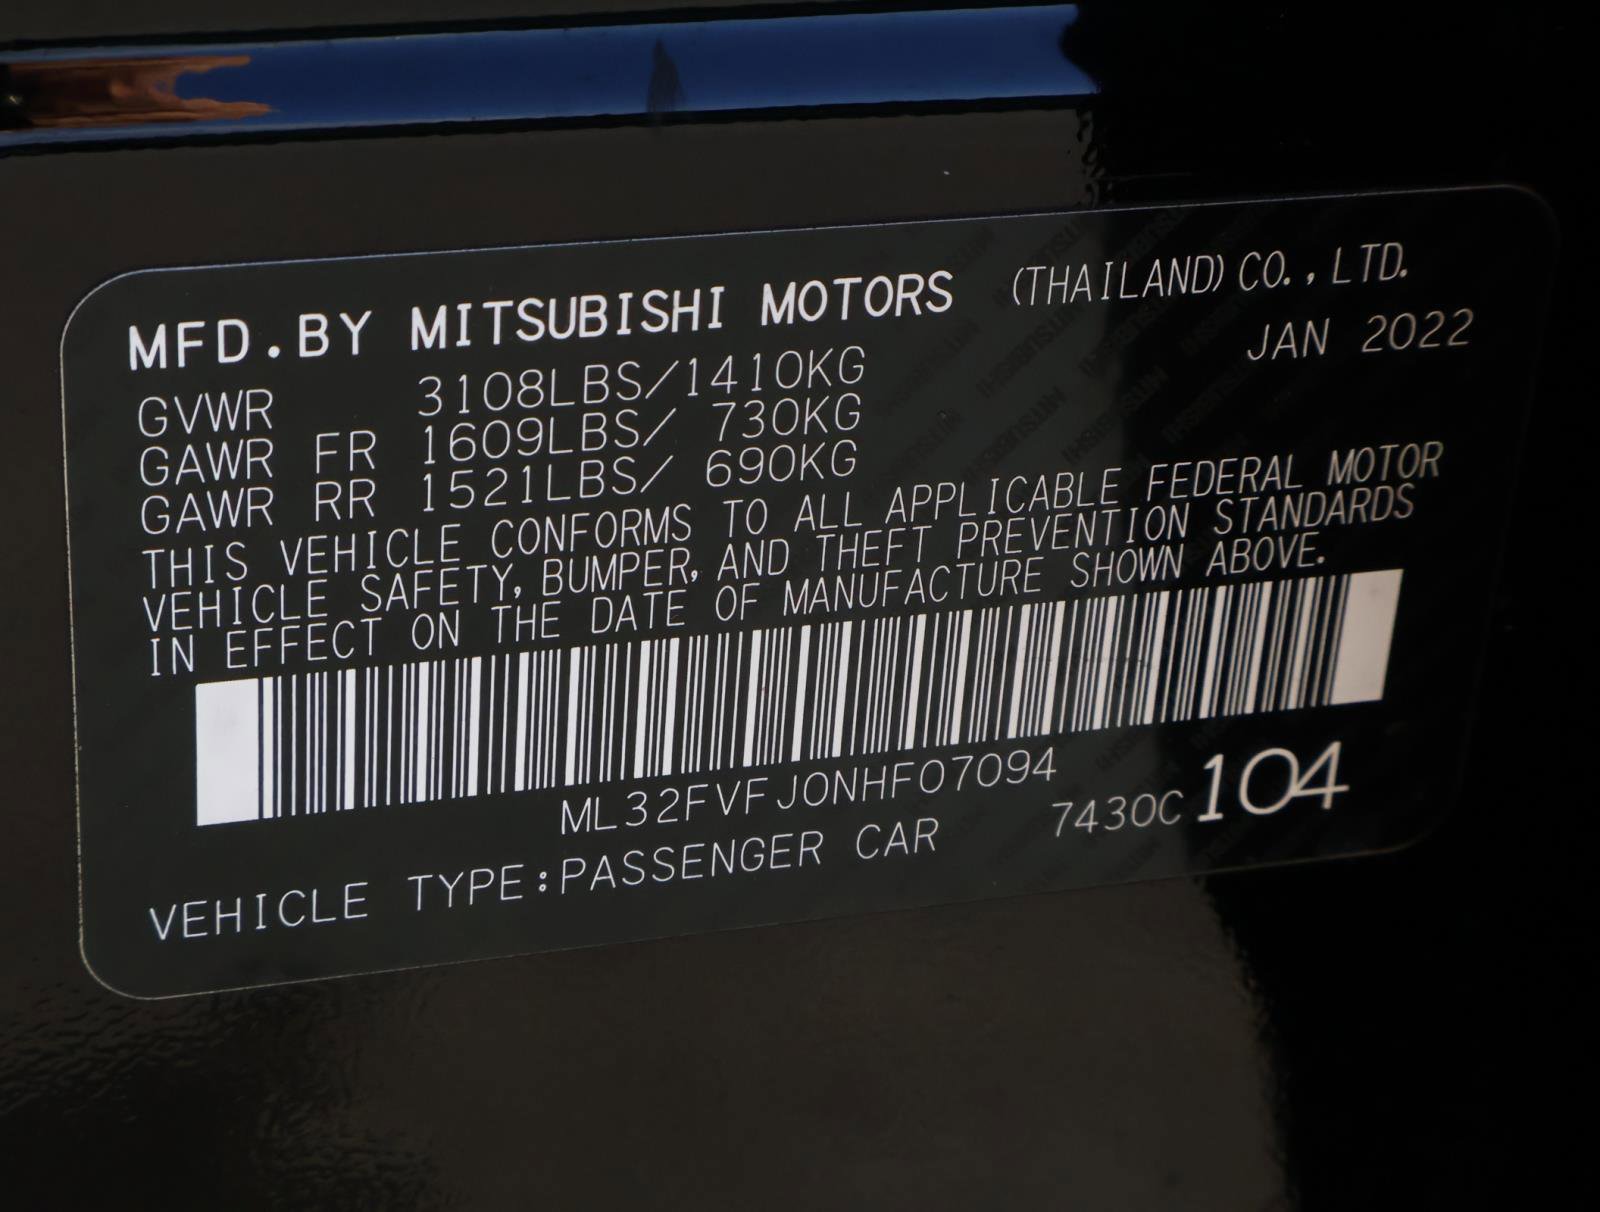 MFD.BY MITSUBISHI MOTORS (THAILAND) CO.,LTD.
JAN 2022
GVWR 3108LBS/1410KG
GAWR FR 1609LBS/ 730KG
GAWR RR 1521LBS/ 690KG
THIS VEHICLE CONFORMS TO ALL APPLICABLE FEDERAL MOTOR
VEHICLE SAFETY, BUMPER, AND THEFT PREVENTION STANDARDS
IN EFFECT ON THE DATE OF MANUFACTURE SHOWN ABOVE.
ML32FVFJ0NHF07094
VEHICLE TYPE:PASSENGER CAR 7430C 104